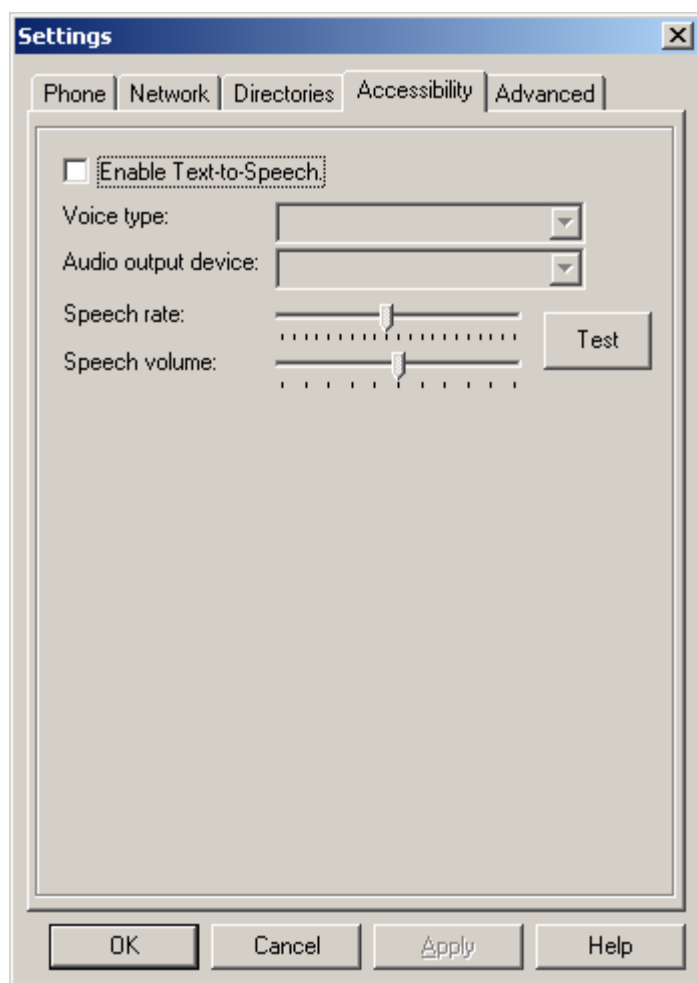 Settings
Phone Network Directories Accessibility Advanced
Enable Text-to-Speech.
Voice type:
Audio output device:
Speech rate:
Test
Speech volume:
OK Cancel Apply Help